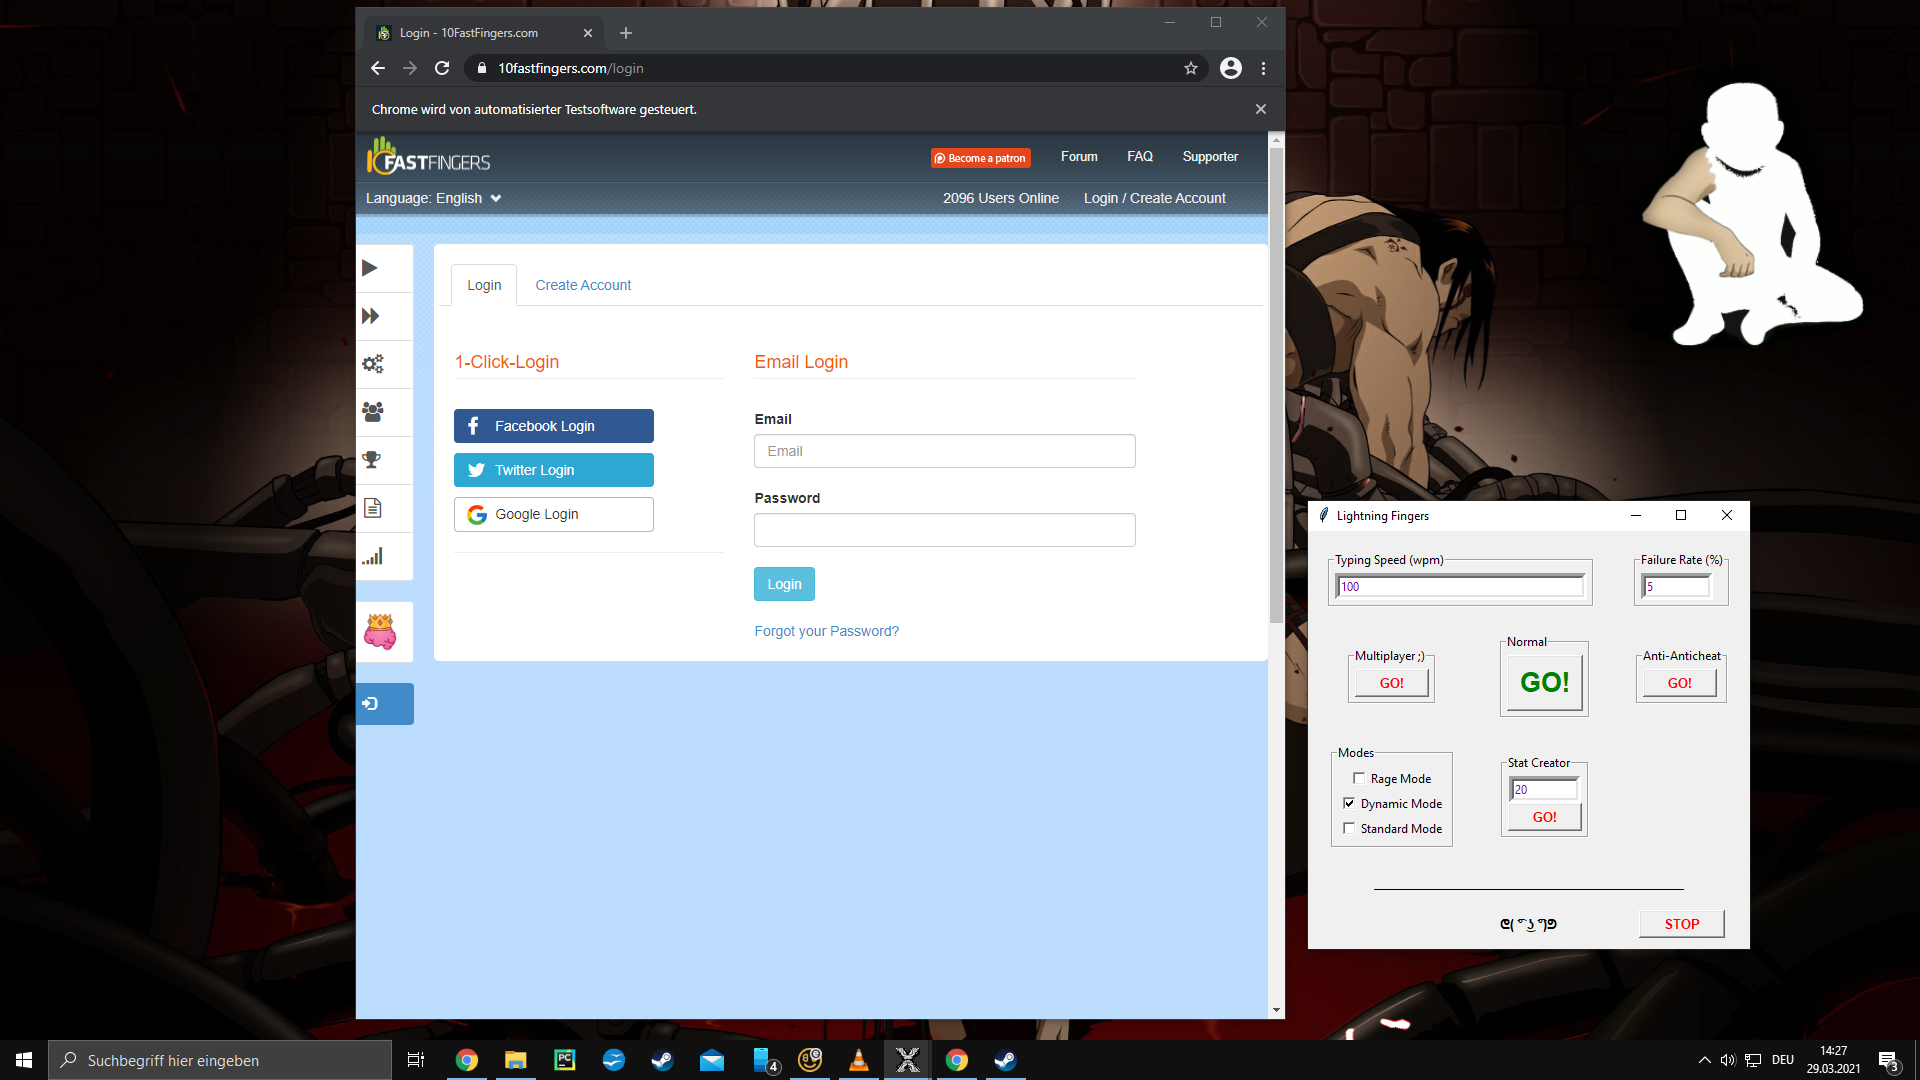 Login - 10FastFingers.com
10fastfingers.com/login
Chrome wird von automatisierter Testsoftware gesteuert.
10 FASTFINGERS
Become a patron
Forum
FAQ
Supporter
Language: English
2096 Users Online
Login / Create Account
Login
Create Account
1-Click-Login
Facebook Login
Twitter Login
Google Login
Email Login
Email
Email
Password
Login
Forgot your Password?
Lightning Fingers
Typing Speed (wpm)
100
Failure Rate (%)
5
Multiplayer ;)
GO!
Normal
GO!
Anti-Anticheat
GO!
Modes
Rage Mode
Dynamic Mode
Standard Mode
Stat Creator
20
GO!
STOP
Suchbegriff hier eingeben
PC
4
DEU
14:27
29.03.2021
3